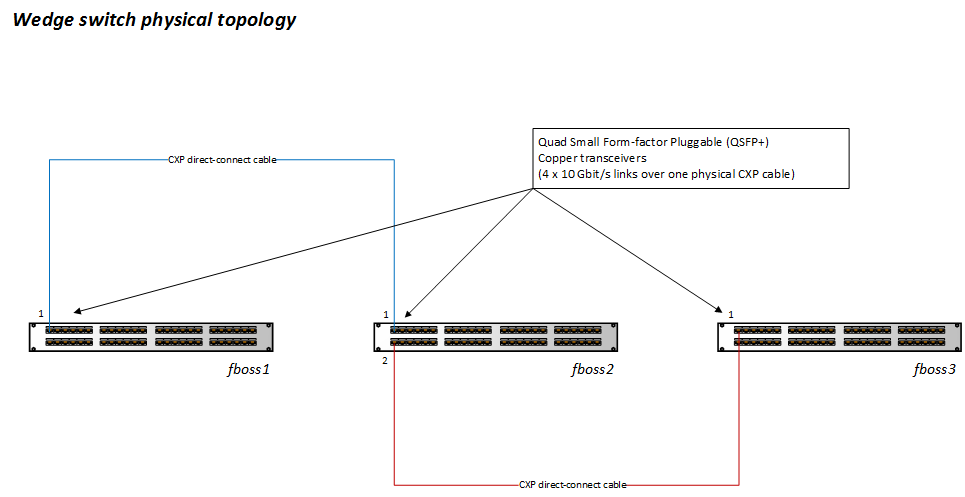 Wedge switch physical topology
Quad Small Form-factor Pluggable (QSFP+)
Copper transceivers
(4 x 10 Gbit/s links over one physical CXP cable)
CXP direct-connect cable
1
1
1
2
fboss1
fboss2
fboss3
CXP direct-connect cable